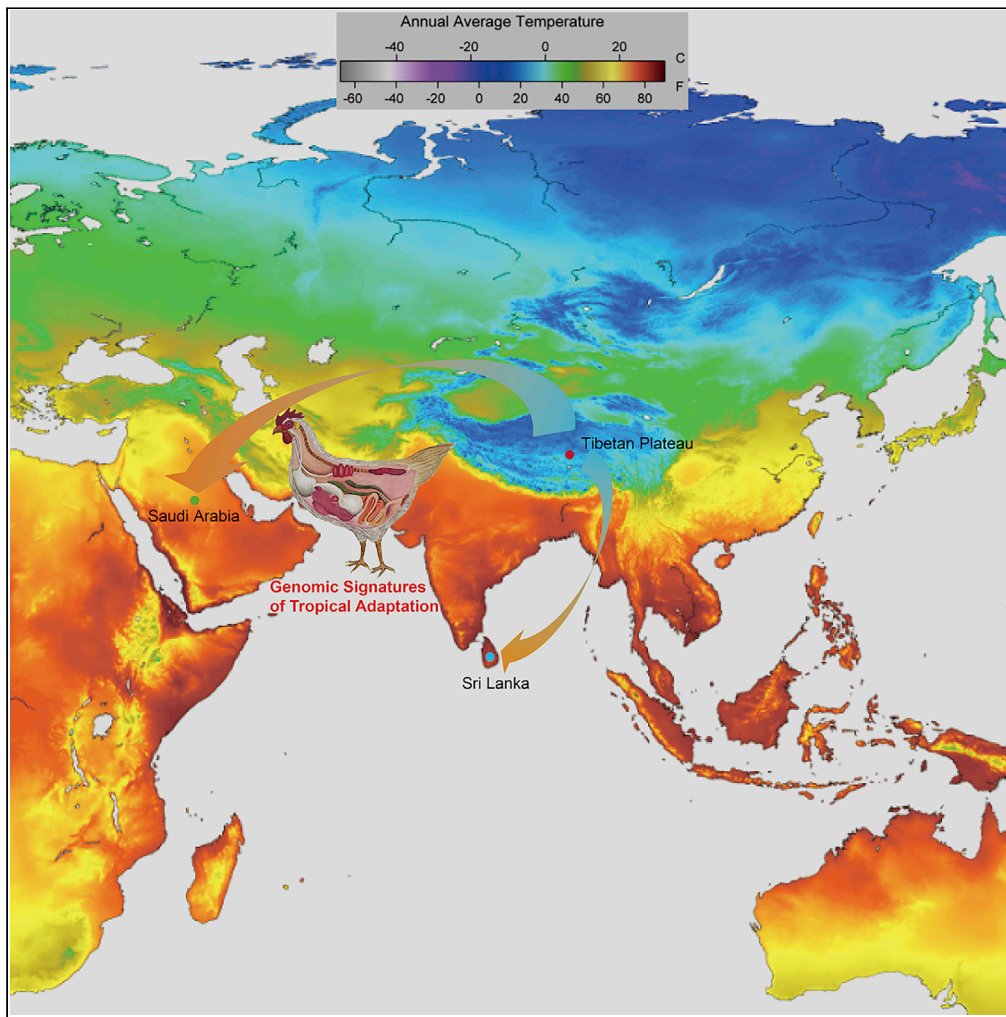 Annual Average Temperature
-40 -20 0 20 C
-60 -40 -20 0 20 40 60 80 F
Tibetan Plateau
Saudi Arabia
Genomic Signatures
of Tropical Adaptation
Sri Lanka